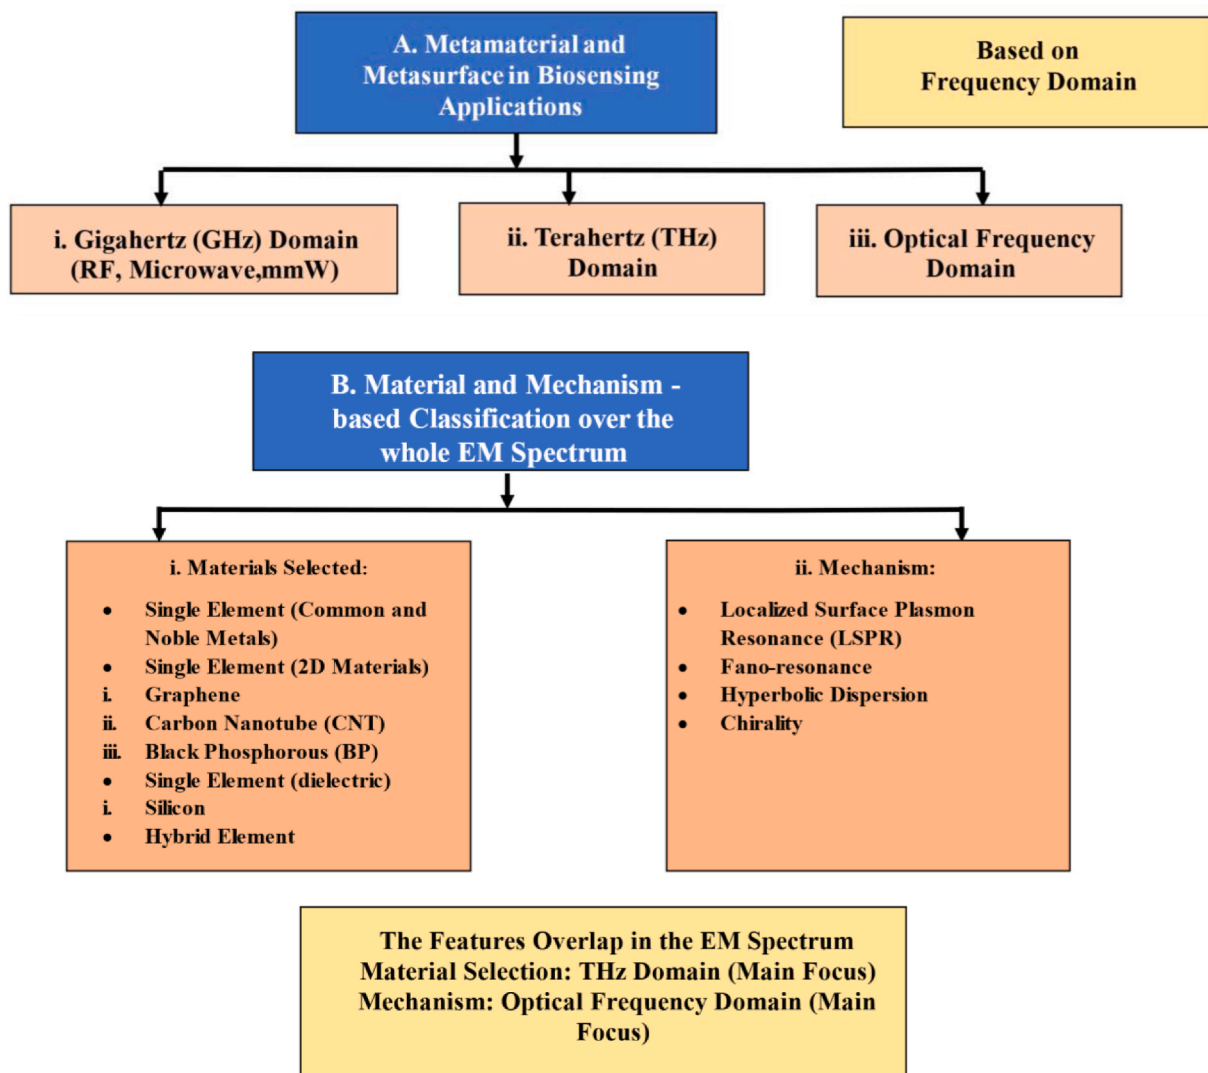 A. Metamaterial and
Metasurface in Biosensing
Applications
Based on
Frequency Domain
i. Gigahertz (GHz) Domain
(RF, Microwave,mmW)
ii. Terahertz (THz)
Domain
iii. Optical Frequency
Domain
B. Material and Mechanism -
based Classification over the
whole EM Spectrum
i. Materials Selected:
• Single Element (Common and
Noble Metals)
• Single Element (2D Materials)
i. Graphene
ii. Carbon Nanotube (CNT)
iii. Black Phosphorous (BP)
• Single Element (dielectric)
i. Silicon
• Hybrid Element
ii. Mechanism:
• Localized Surface Plasmon
Resonance (LSPR)
• Fano-resonance
• Hyperbolic Dispersion
• Chirality
The Features Overlap in the EM Spectrum
Material Selection: THz Domain (Main Focus)
Mechanism: Optical Frequency Domain (Main
Focus)